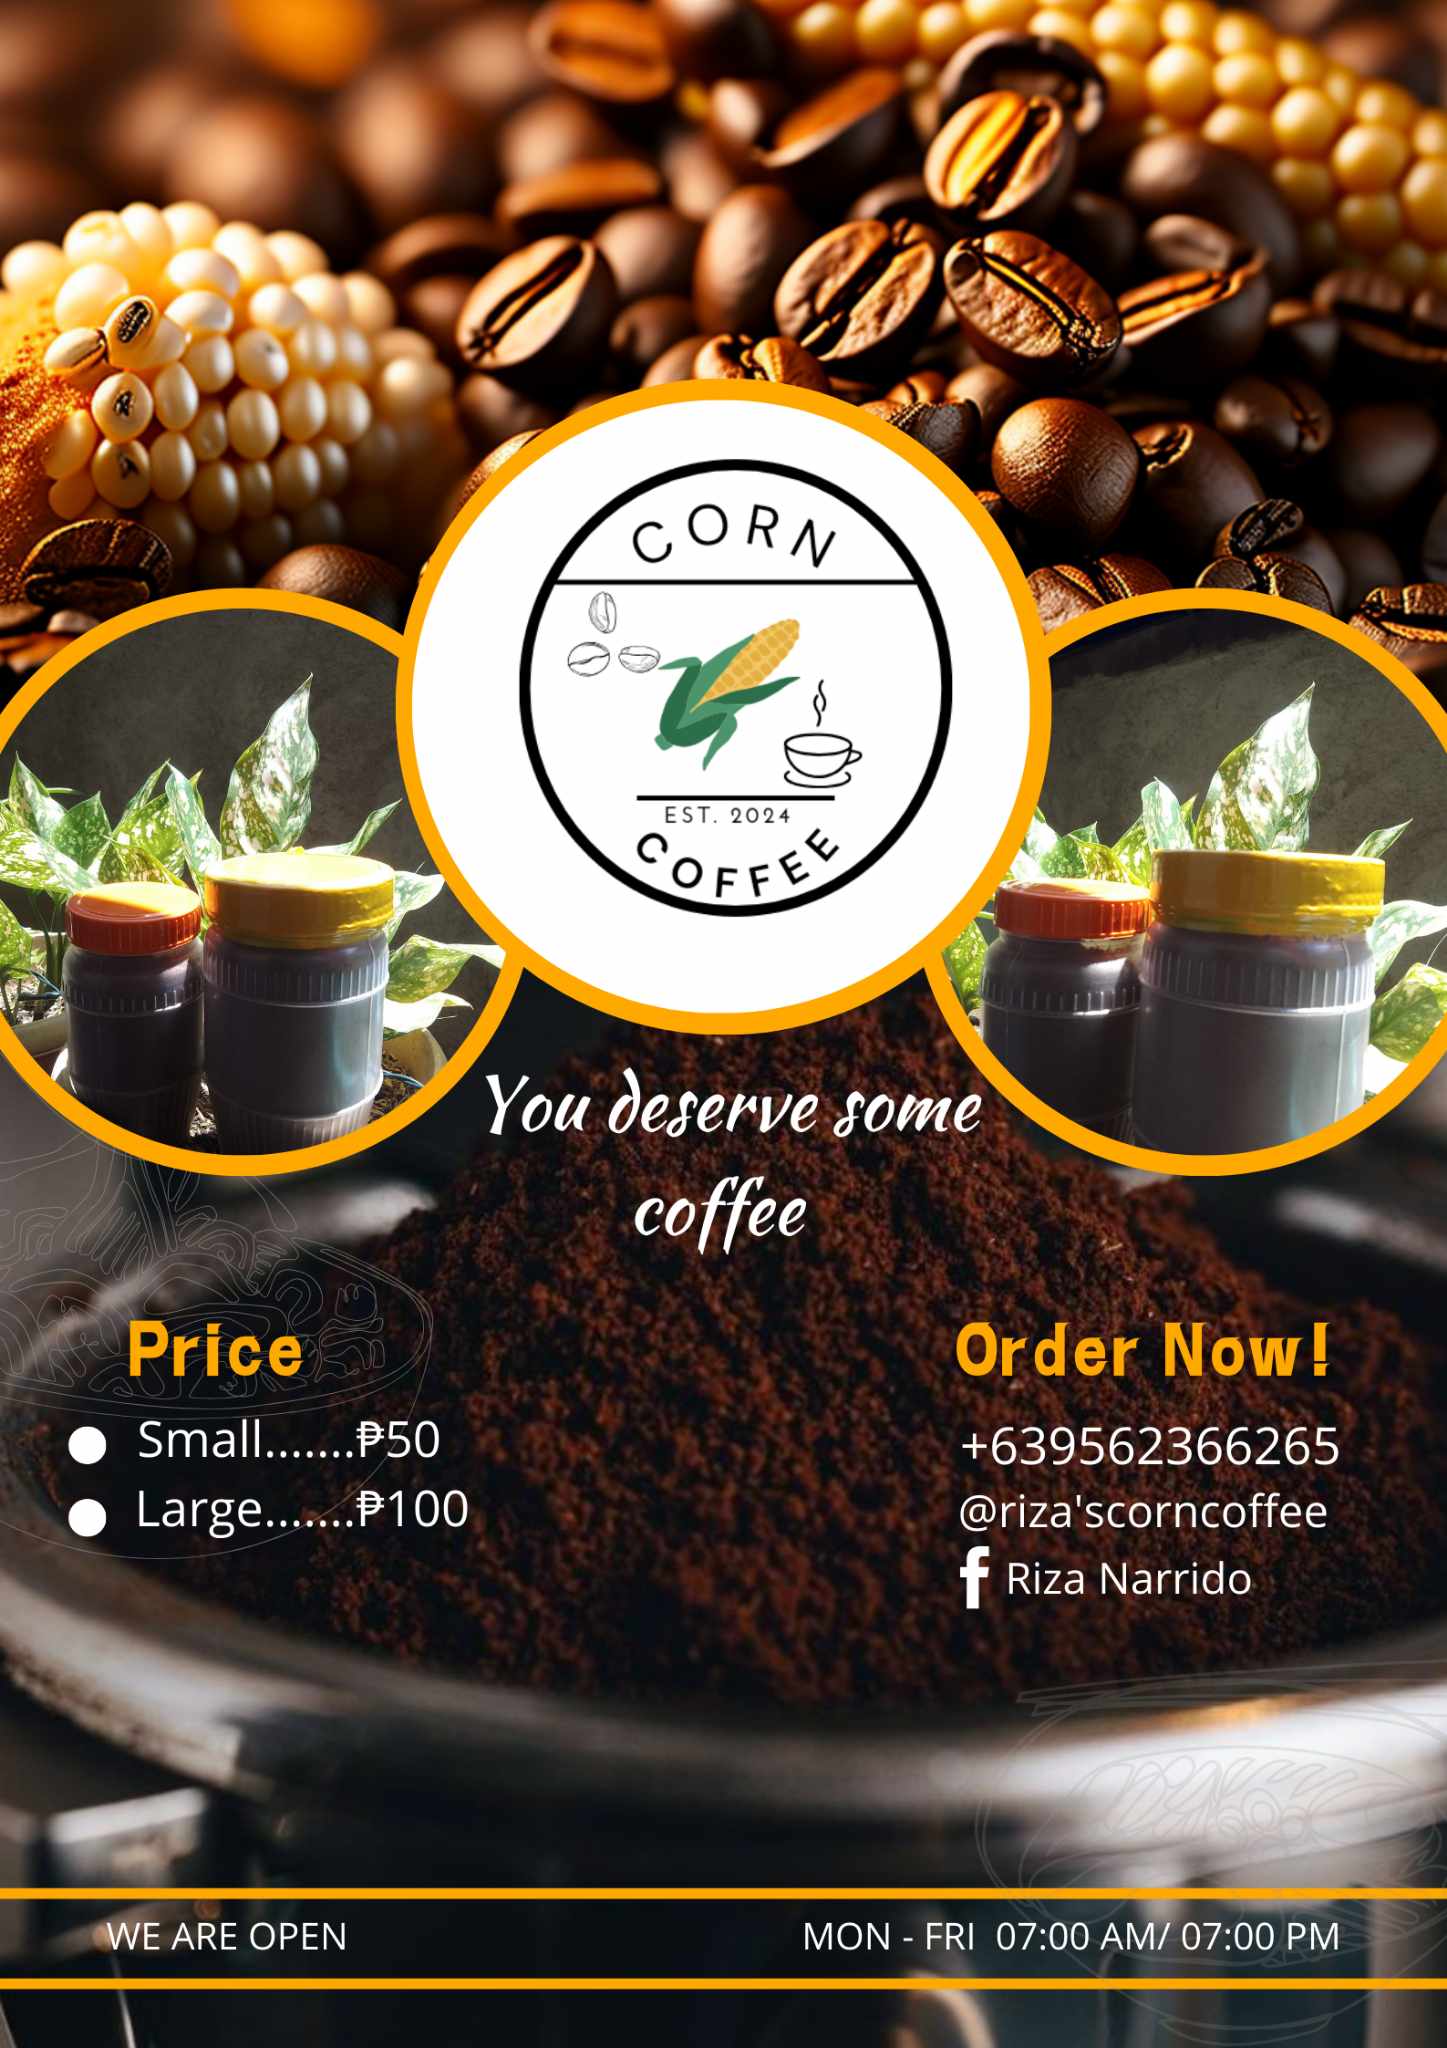 CORN
EST. 2024
COFFEE
You deserve some
coffee
Price
Small.......₱50
Large.......₱100
Order Now!
+639562366265
@riza'scorncoffee
Riza Narrido
WE ARE OPEN
MON - FRI 07:00 AM/ 07:00 PM